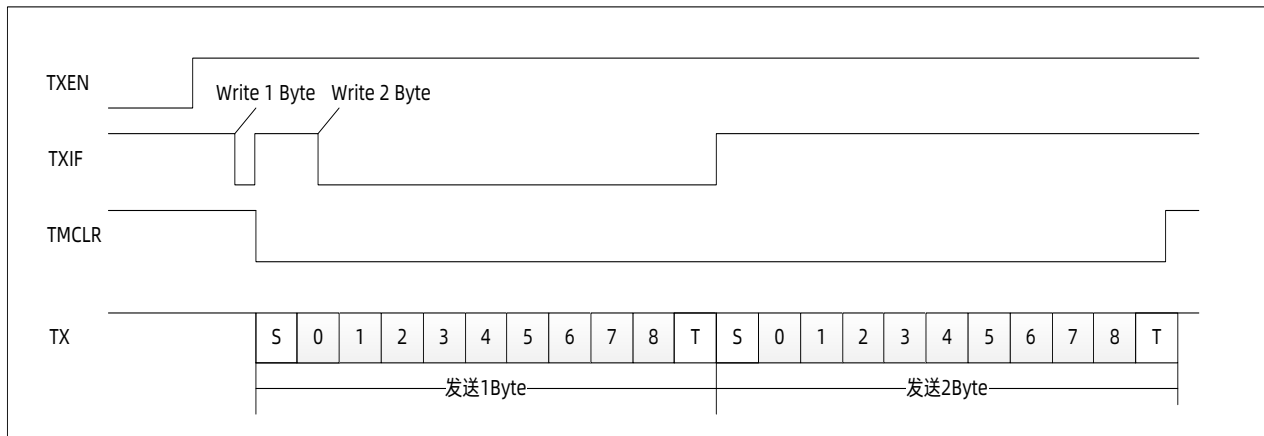 TXEN
Write 1 Byte Write 2 Byte
TXIF
TMCLR
TX S 0 1 2 3 4 5 6 7 8 T S 0 1 2 3 4 5 6 7 8 T
发送1Byte 发送2Byte